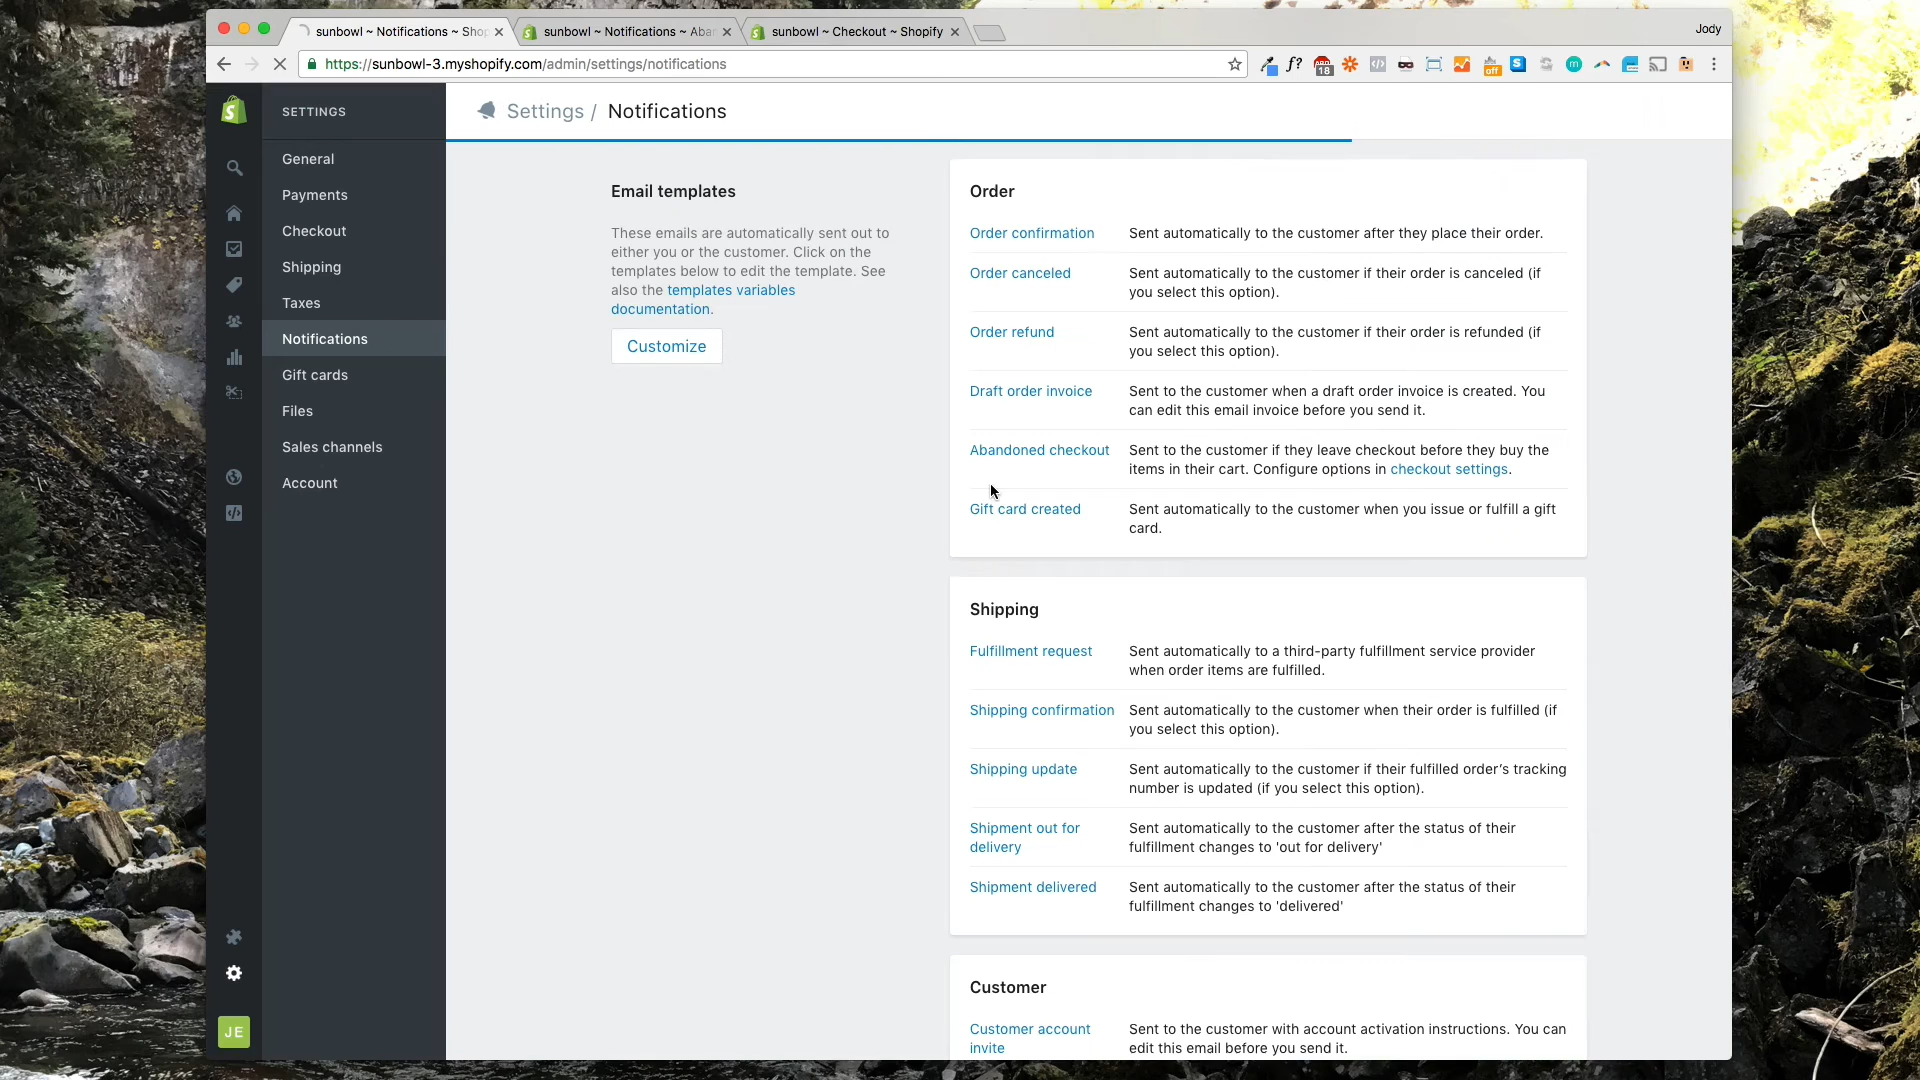 sunbowl ~ Notifications ~ Shop
sunbowl ~ Notifications ~ Aba
sunbowl ~ Checkout ~ Shopify
Jody
https://sunbowl-3.myshopify.com/admin/settings/notifications
f?
18
off
S
m
SETTINGS
Settings / Notifications
General
Payments
Checkout
Shipping
Taxes
Notifications
Gift cards
Files
Sales channels
Account
JE
Email templates
These emails are automatically sent out to
either you or the customer. Click on the
templates below to edit the template. See
also the templates variables
documentation.
Customize
Order
Order confirmation
Sent automatically to the customer after they place their order.
Order canceled
Sent automatically to the customer if their order is canceled (if
you select this option).
Order refund
Sent automatically to the customer if their order is refunded (if
you select this option).
Draft order invoice
Sent to the customer when a draft order invoice is created. You
can edit this email invoice before you send it.
Abandoned checkout
Sent to the customer if they leave checkout before they buy the
items in their cart. Configure options in checkout settings.
Gift card created
Sent automatically to the customer when you issue or fulfill a gift
card.
Shipping
Fulfillment request
Sent automatically to a third-party fulfillment service provider
when order items are fulfilled.
Shipping confirmation
Sent automatically to the customer when their order is fulfilled (if
you select this option).
Shipping update
Sent automatically to the customer if their fulfilled order's tracking
number is updated (if you select this option).
Shipment out for
delivery
Sent automatically to the customer after the status of their
fulfillment changes to 'out for delivery'
Shipment delivered
Sent automatically to the customer after the status of their
fulfillment changes to 'delivered'
Customer
Customer account
invite
Sent to the customer with account activation instructions. You can
edit this email before you send it.